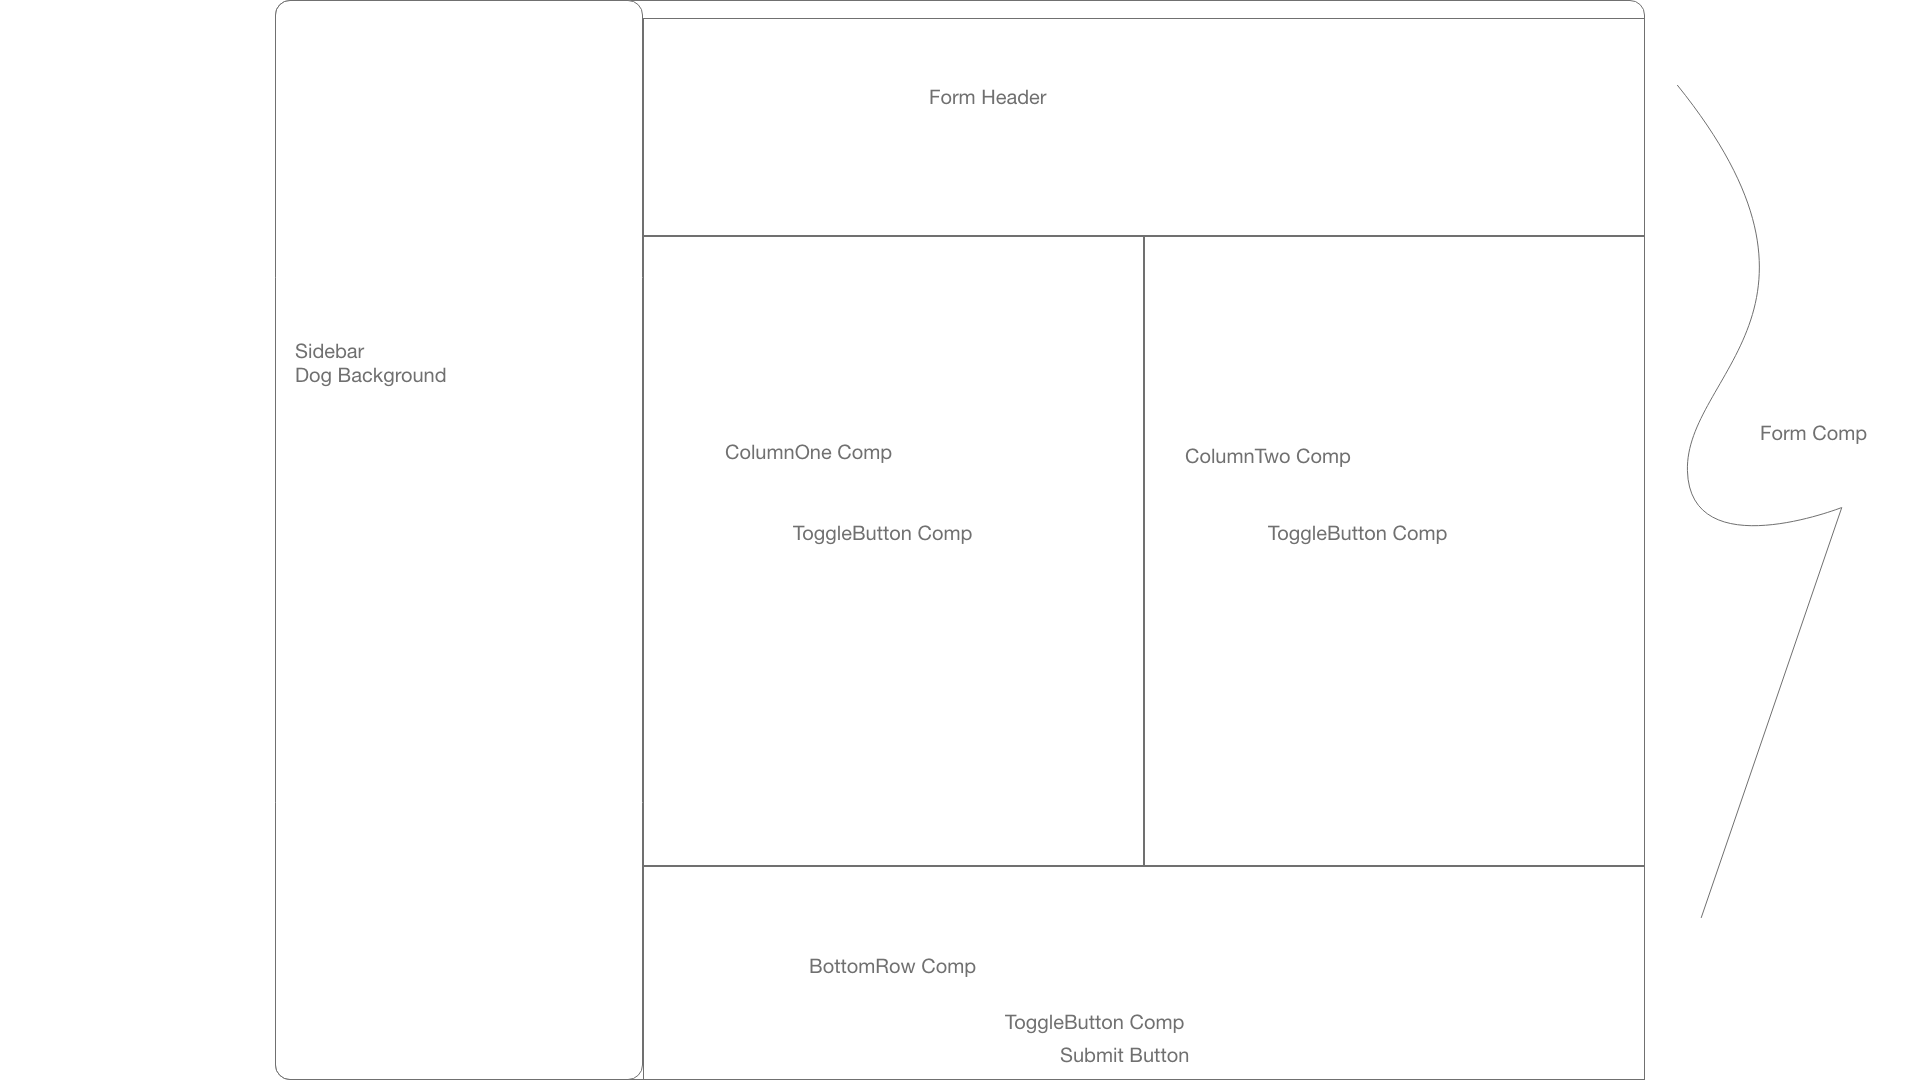 Form Header
Sidebar
Dog Background
ColumnOne Comp
ColumnTwo Comp
Form Comp
ToggleButton Comp
ToggleButton Comp
BottomRow Comp
ToggleButton Comp
Submit Button